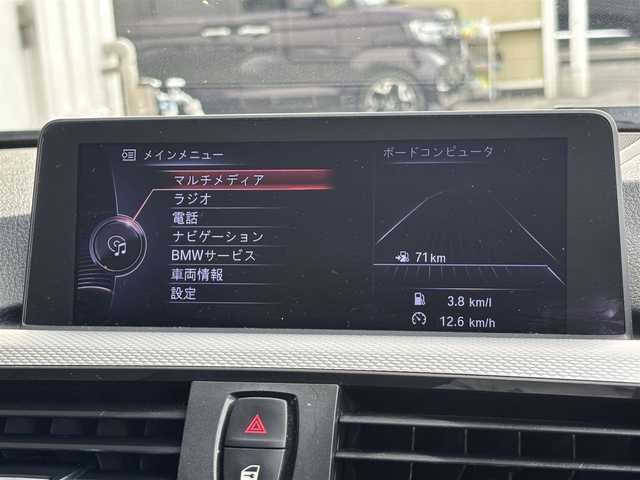 メインメニュー
マルチメディア
ラジオ
電話
ナビゲーション
BMWサービス
車両情報
設定
ボードコンピュータ
71 km
3.8 km/l
12.6 km/h